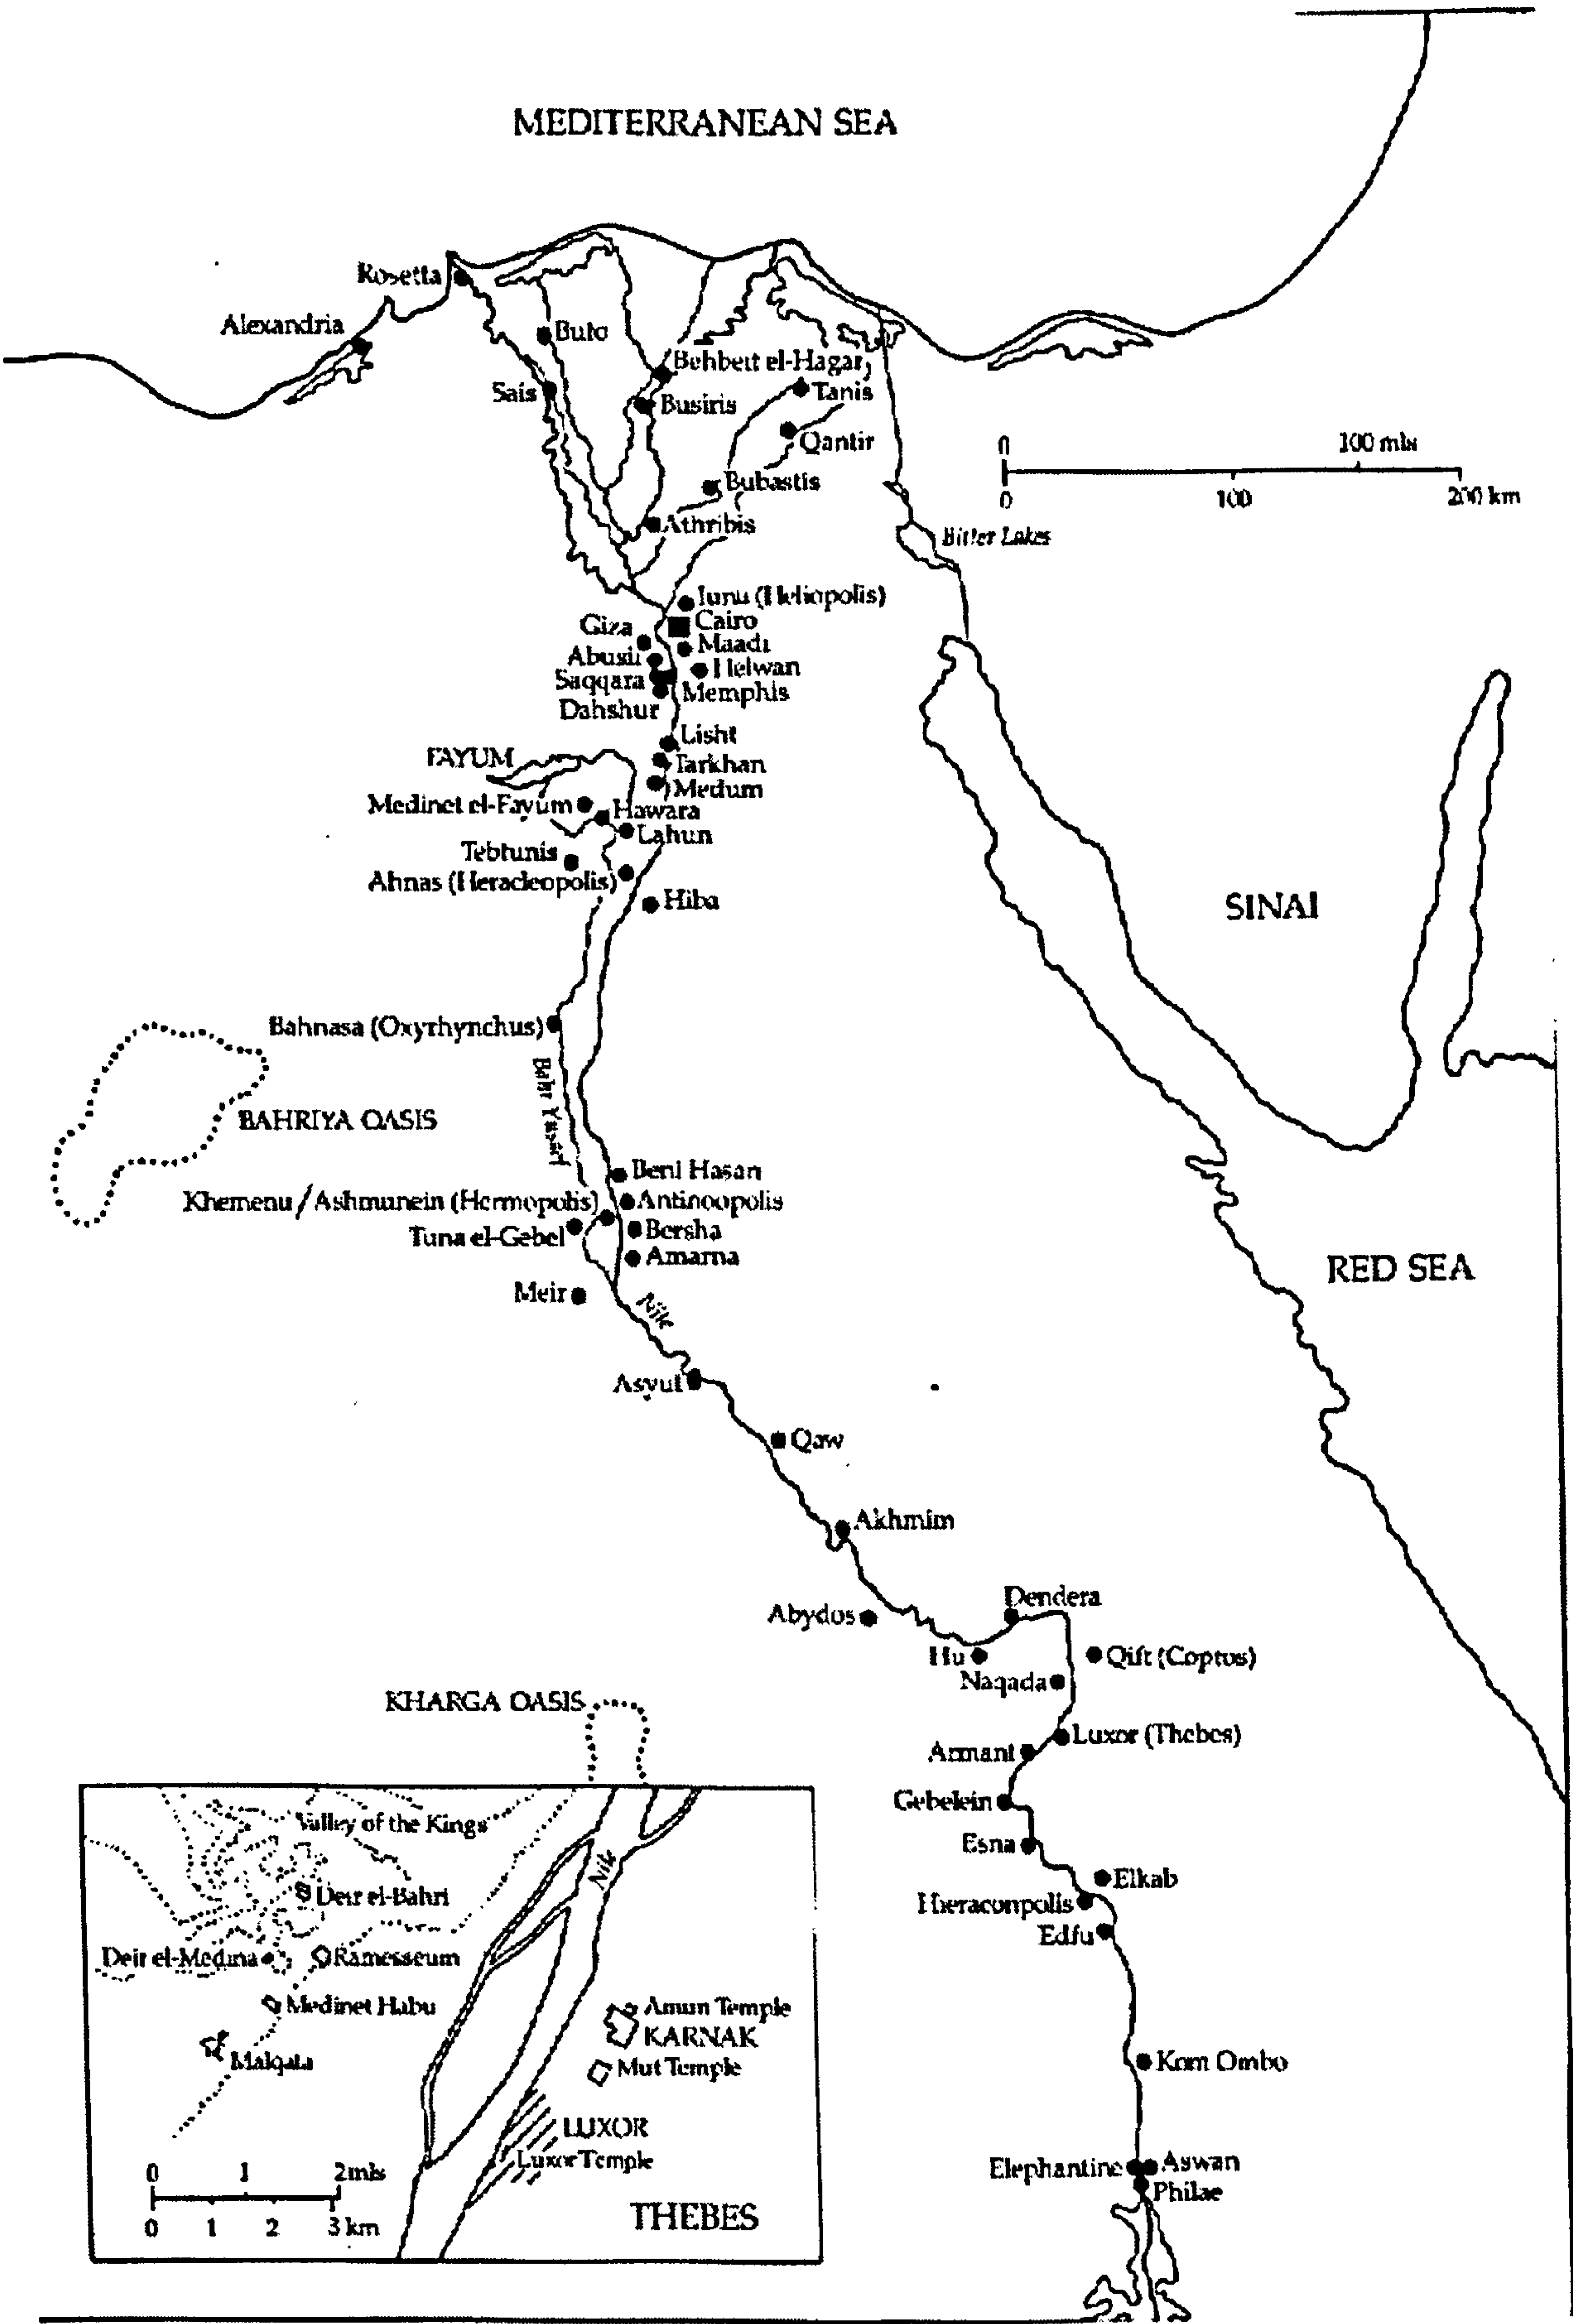 MEDITERRANEAN SEA
Rosetta
Alexandria
Buto
Behbeit el-Hagar
Sais
Tanis
Busiris
Qantir
0 100 mls
0 100 200 km
Bubastis
Athribis
Bitter Lakes
Iunu (Heliopolis)
Giza
Cairo
Maadi
Abusir
Helwan
Saqqara
Memphis
Dahshur
Lisht
FAYUM
Tarkhan
Medum
Medinet el-Fayum
Hawara
Lahun
Tebtunis
Ahnas (Heracleopolis)
Hiba
SINAI
Bahnasa (Oxyrhynchus)
Bahr Yusuf
BAHRIYA OASIS
Beni Hasan
Khemenu/Ashmunein (Hermopolis)
Antinoopolis
Tuna el-Gebel
Bersha
Amarna
RED SEA
Meir
Nile
Asyut
Qaw
Akhmim
Dendera
Abydos
Hu
Qift (Coptos)
Naqada
KHARGA OASIS
Luxor (Thebes)
Armant
Gebelein
Esna
Elkab
Hieraconpolis
Edfu
Kom Ombo
Elephantine
Aswan
Philae
Valley of the Kings
Nile
Deir el-Bahri
Deir el-Medina
Ramesseum
Medinet Habu
Amun Temple
KARNAK
Malqata
Mut Temple
LUXOR
Luxor Temple
0 1 2mls
0 1 2 3 km
THEBES